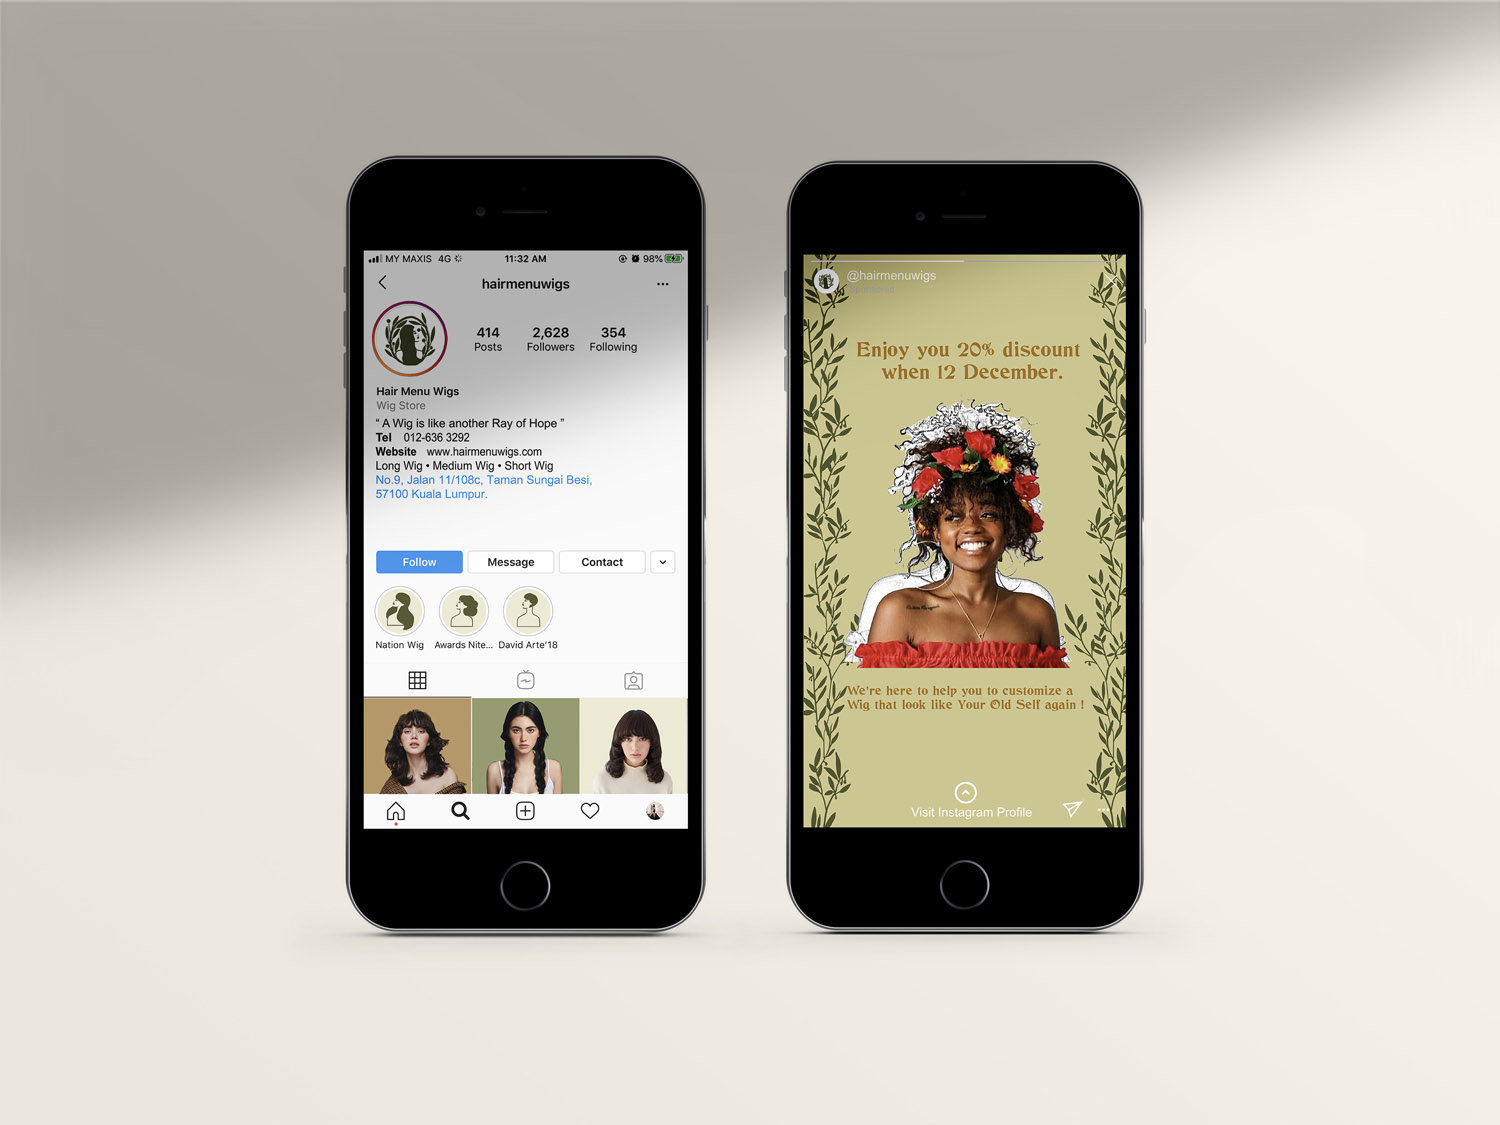 MY MAXIS 4G 11:32 AM 98%
hairmenuwigs
414 2,628 354
Posts Followers Following
Hair Menu Wigs
Wig Store
“ A Wig is like another Ray of Hope ”
Tel 012-636 3292
Website www.hairmenuwigs.com
Long Wig • Medium Wig • Short Wig
No.9, Jalan 11/108c, Taman Sungai Besi,
57100 Kuala Lumpur.
Follow Message Contact
Nation Wig Awards Nite... David Arte'18
@hairmenuwigs
Sponsored
Enjoy you 20% discount
when 12 December.
We're here to help you to customize a
Wig that look like Your Old Self again !
Visit Instagram Profile